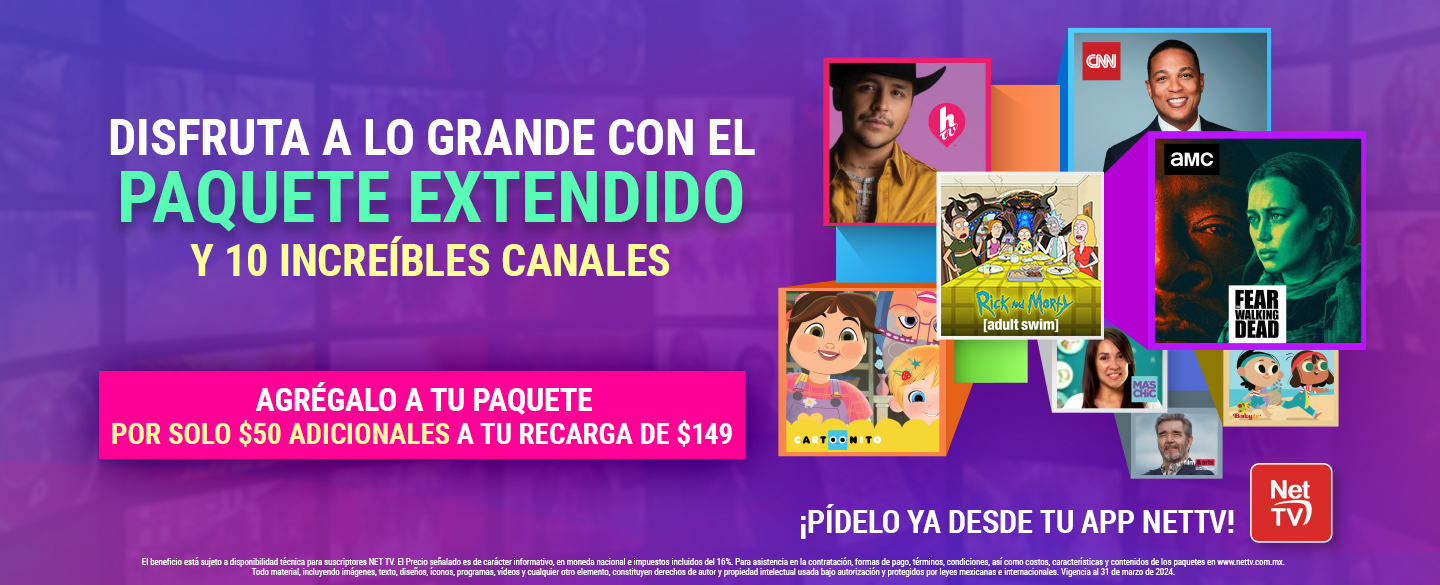 DISFRUTA A LO GRANDE CON EL
PAQUETE EXTENDIDO
Y 10 INCREÍBLES CANALES
AGRÉGALO A TU PAQUETE
POR SOLO $50 ADICIONALES A TU RECARGA DE $149
h
tv
CNN
aMC
RICK AND MORTY
[adult swim]
FEAR
THE
WALKING
DEAD
CARTOONITO
MÁS
CHIC
Babytv
film&arts
¡PÍDELO YA DESDE TU APP NETTV!
Net
TV
El beneficio está sujeto a disponibilidad técnica para suscriptores NET TV. El Precio señalado es de carácter informativo, en moneda nacional e impuestos incluidos del 16%. Para asistencia en la contratación, formas de pago, términos, condiciones, así como costos, características y contenidos de los paquetes en www.nettv.com.mx.
Todo material, incluyendo imágenes, texto, diseños, íconos, programas, videos y cualquier otro elemento, constituyen derechos de autor y propiedad intelectual usada bajo autorización y protegidos por leyes mexicanas e internacionales. Vigencia al 31 de marzo de 2024.